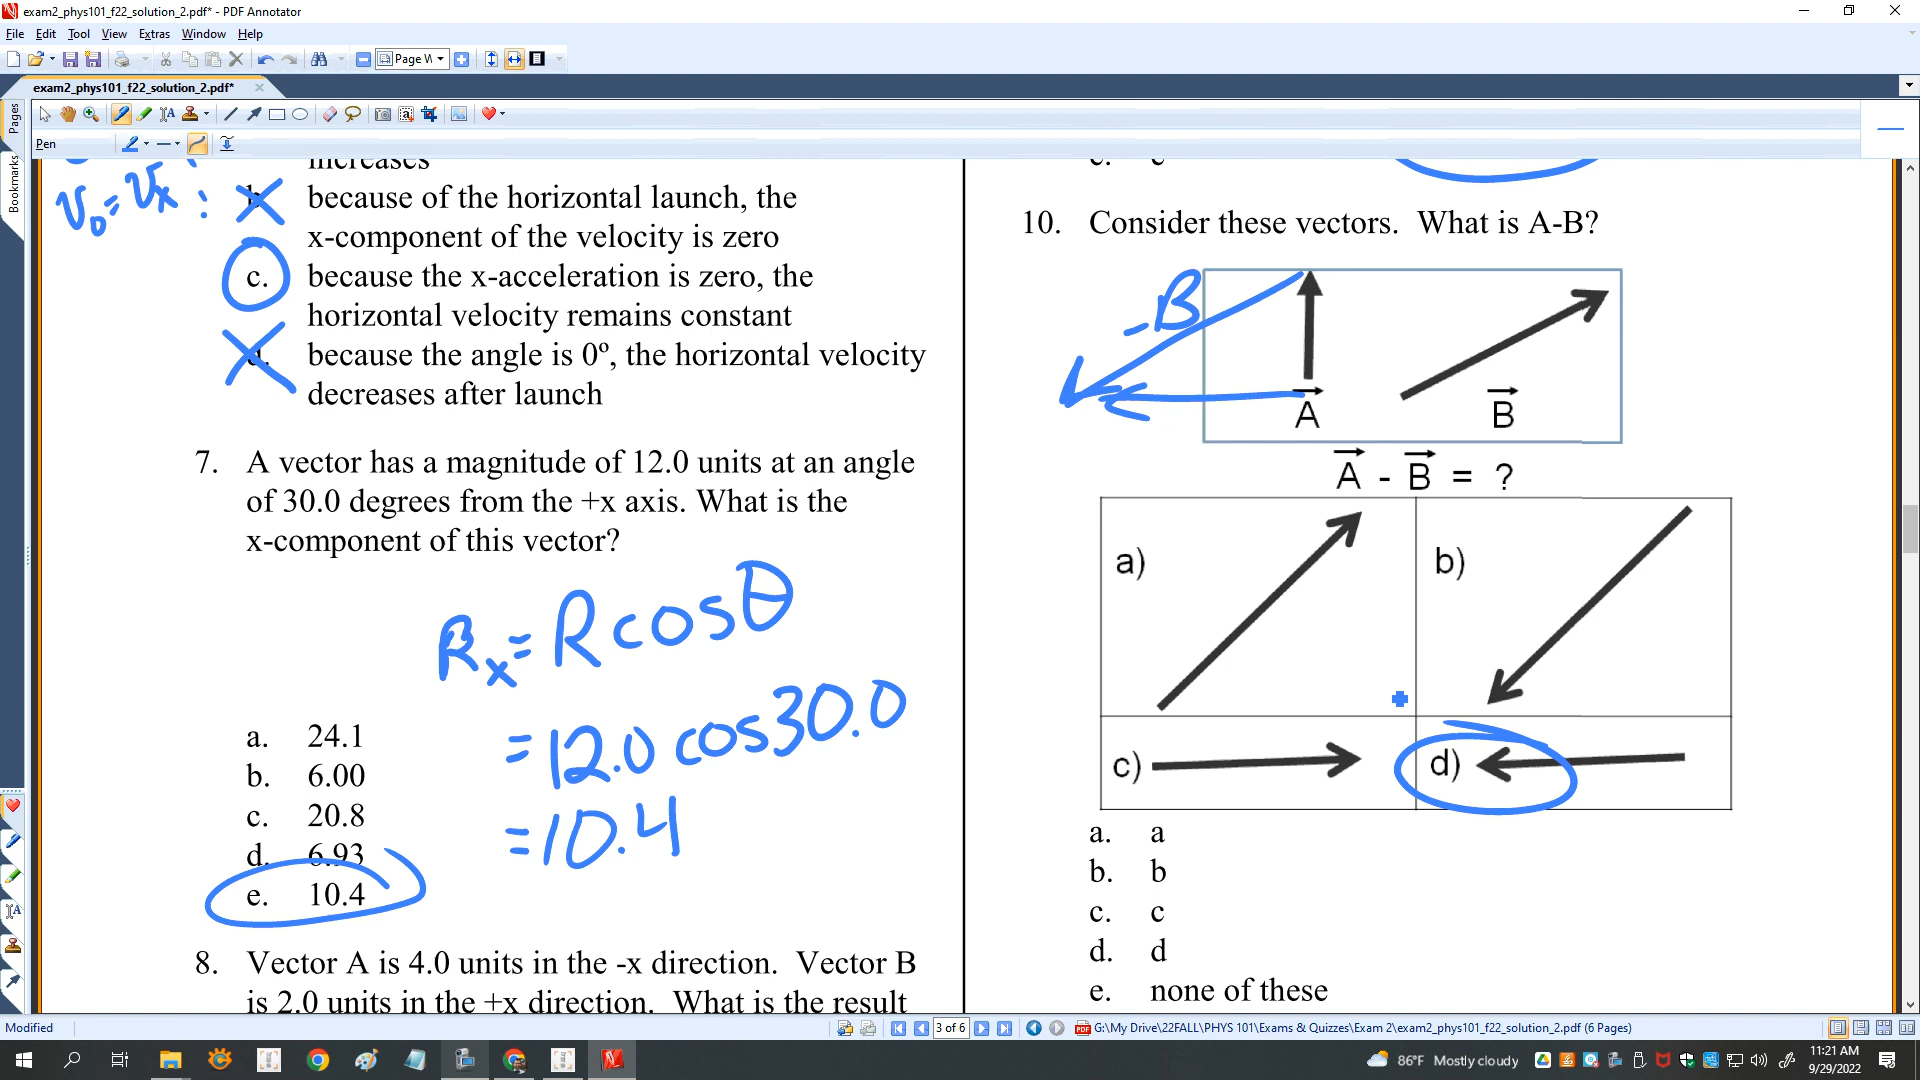 exam2_phys101_f22_solution_2.pdf* - PDF Annotator
File Edit Tool View Extras Window Help
Page W
exam2_phys101_f22_solution_2.pdf*
Pen
Pages
Bookmarks
increases
v₀=vₓ :
because of the horizontal launch, the
x-component of the velocity is zero
c. because the x-acceleration is zero, the
horizontal velocity remains constant
d. because the angle is 0º, the horizontal velocity
decreases after launch
7. A vector has a magnitude of 12.0 units at an angle
of 30.0 degrees from the +x axis. What is the
x-component of this vector?
Rₓ=Rcosθ
=12.0 cos30.0
=10.4
a. 24.1
b. 6.00
c. 20.8
d. 6.93
e. 10.4
8. Vector A is 4.0 units in the -x direction. Vector B
is 2.0 units in the +x direction. What is the result
10. Consider these vectors. What is A-B?
-B
A
B
A - B = ?
a)
b)
c)
d)
a. a
b. b
c. c
d. d
e. none of these
Modified
3 of 6
G:\My Drive\22FALL\PHYS 101\Exams & Quizzes\Exam 2\exam2_phys101_f22_solution_2.pdf (6 Pages)
86°F Mostly cloudy
11:21 AM
9/29/2022